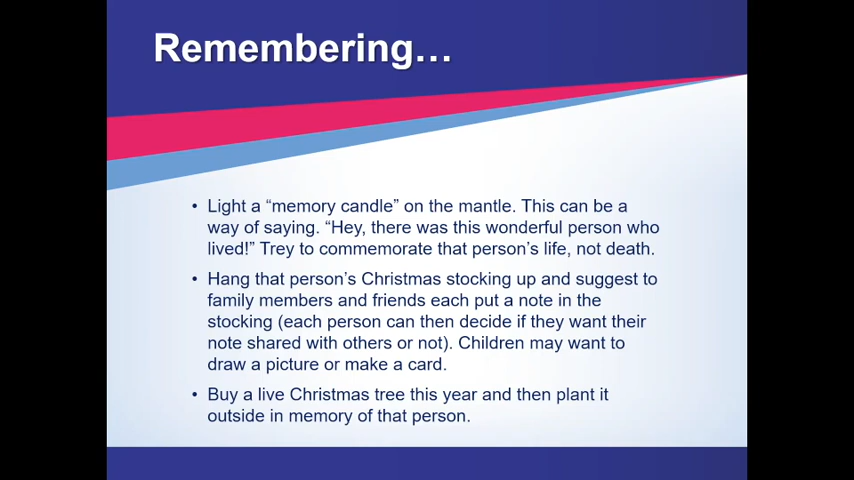 Remembering…
• Light a “memory candle” on the mantle. This can be a
way of saying. “Hey, there was this wonderful person who
lived!” Trey to commemorate that person’s life, not death.
• Hang that person’s Christmas stocking up and suggest to
family members and friends each put a note in the
stocking (each person can then decide if they want their
note shared with others or not). Children may want to
draw a picture or make a card.
• Buy a live Christmas tree this year and then plant it
outside in memory of that person.